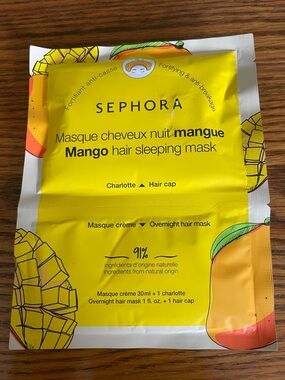 Fortifiant anti-casse
Fortifying & anti-breakage
SEPHORA
Masque cheveux nuit mangue
Mango hair sleeping mask
Charlotte ▲ Hair cap
Masque crème ▼ Overnight hair mask
91%
ingrédients d'origine naturelle
ingredients from natural origin
Masque crème 30ml + 1 charlotte
Overnight hair mask 1 fl. oz. + 1 hair cap